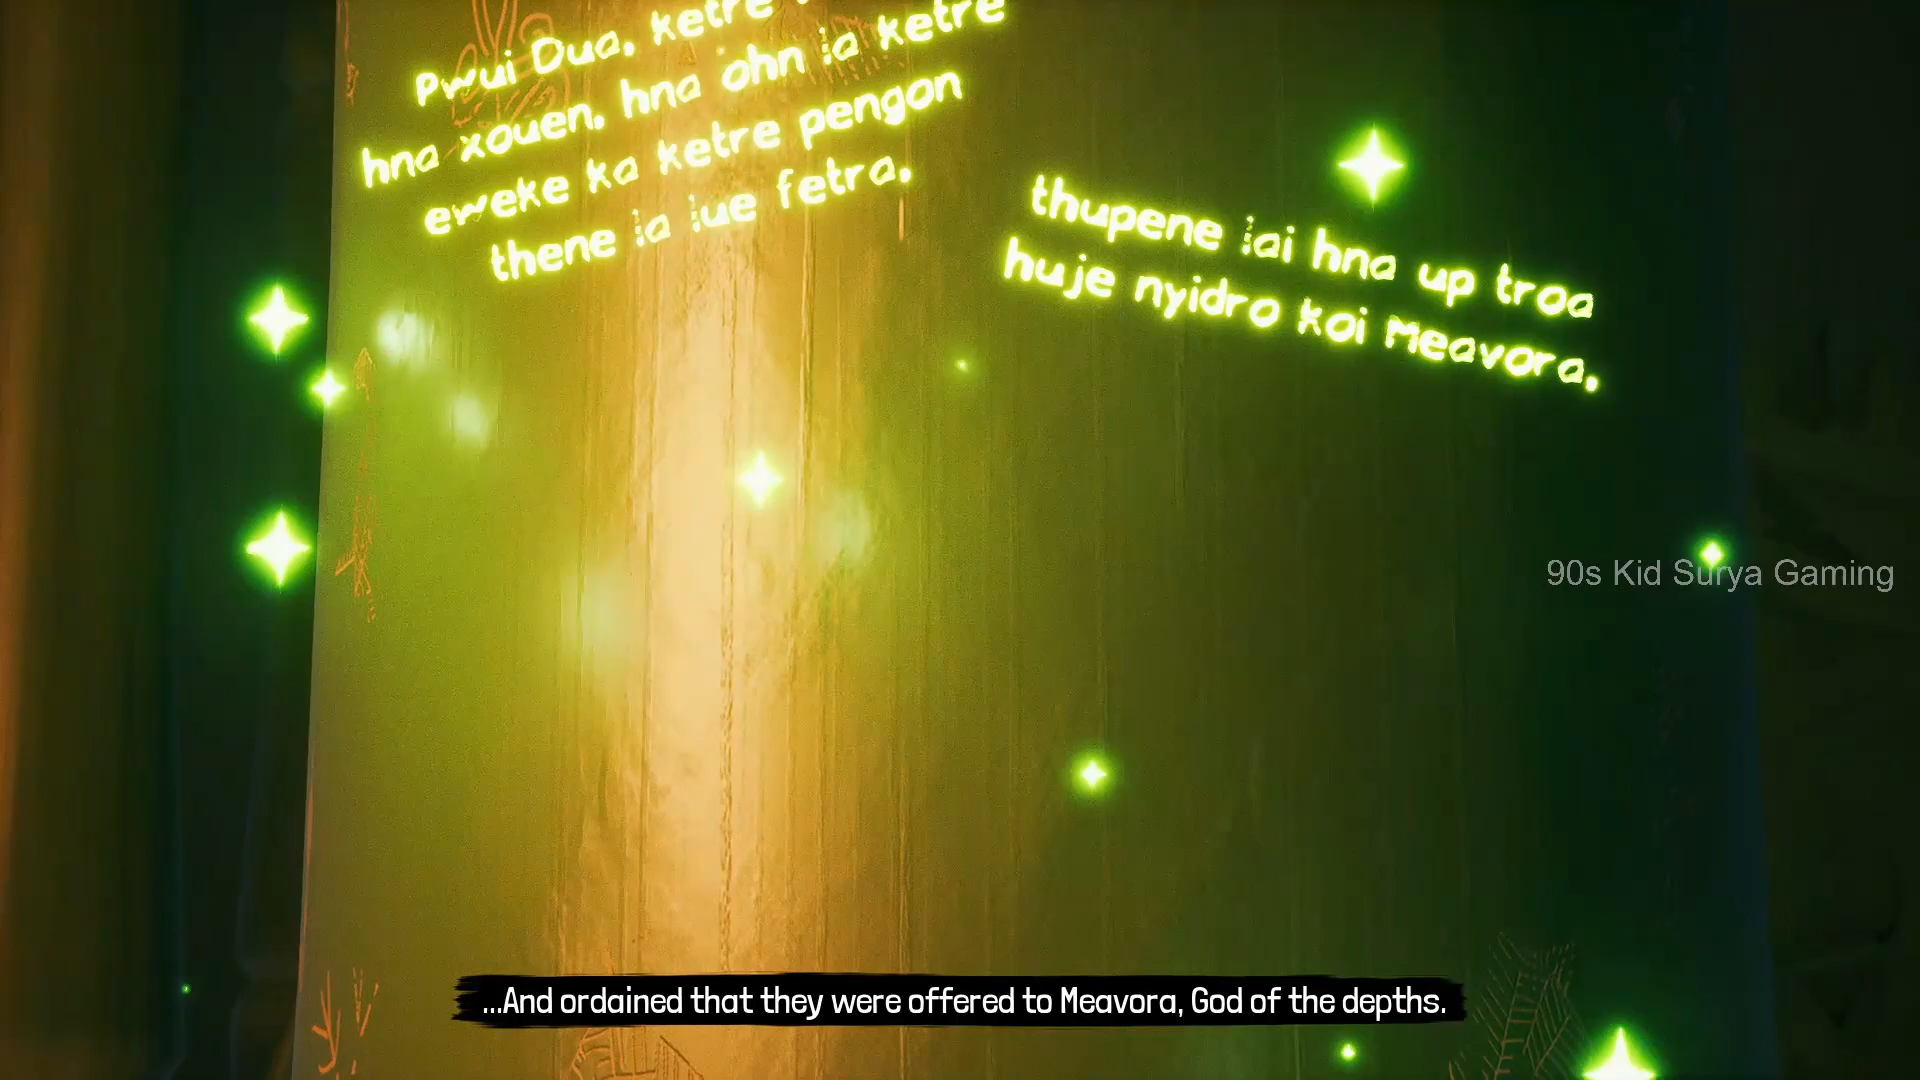 Pwui Dua, ketre
hna xouen, hna ohn ia ketre
eweke ka ketre pengon
thene ia iue fetra.
thupene iai hna up troa
huje nyidro koi Meavora.
90s Kid Surya Gaming
...And ordained that they were offered to Meavora, God of the depths.